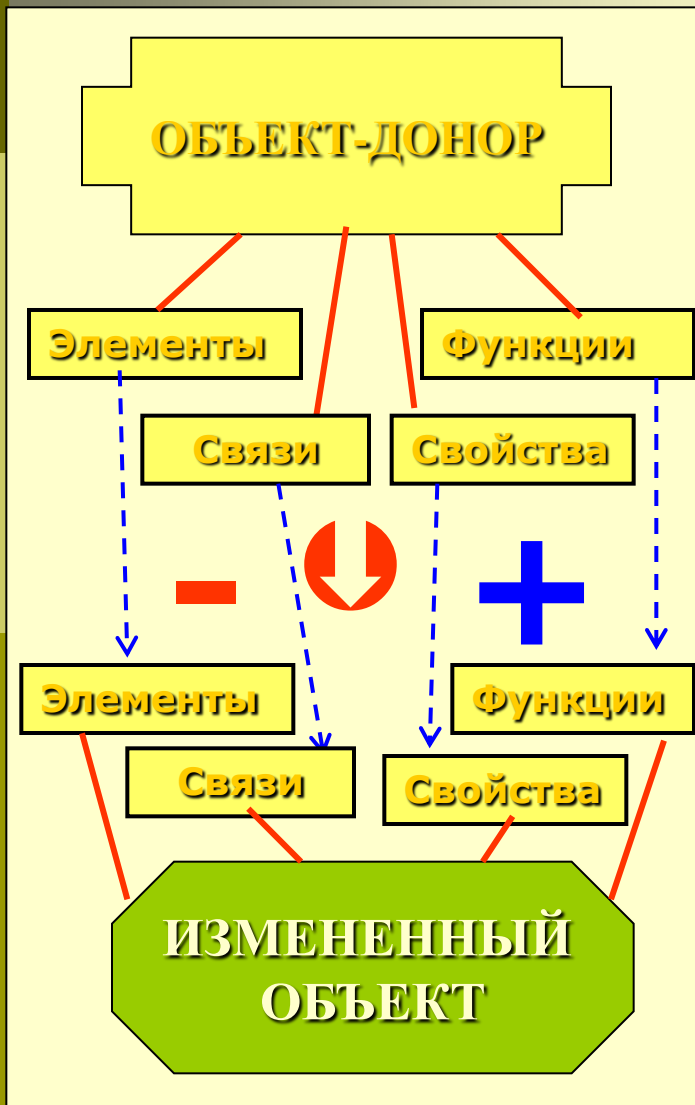 ОБЪЕКТ-ДОНОР
Элементы
Функции
Связи
Свойства
-
+
Элементы
Функции
Связи
Свойства
ИЗМЕНЕННЫЙ
ОБЪЕКТ